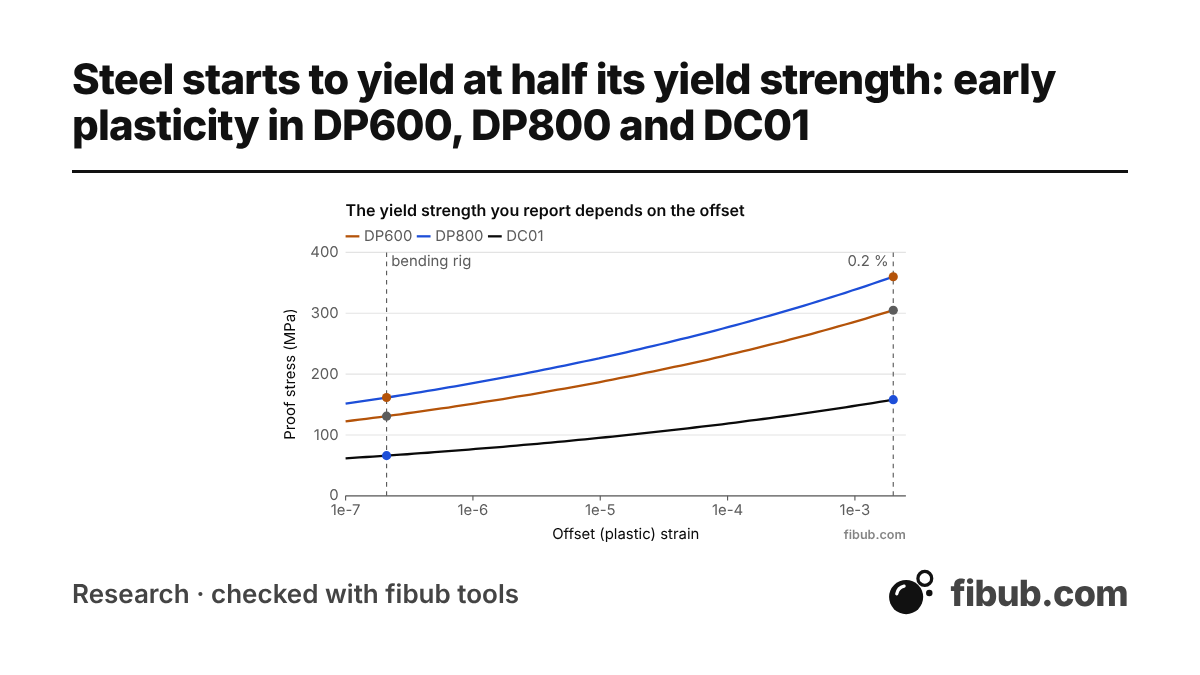 Steel starts to yield at half its yield strength: early
plasticity in DP600, DP800 and DC01
The yield strength you report depends on the offset
DP600 DP800 DC01
400
bending rig
0.2 %
300
200
100
0
Proof stress (MPa)
1e-7 1e-6 1e-5 1e-4 1e-3
Offset (plastic) strain
fibub.com
Research · checked with fibub tools
fibub.com